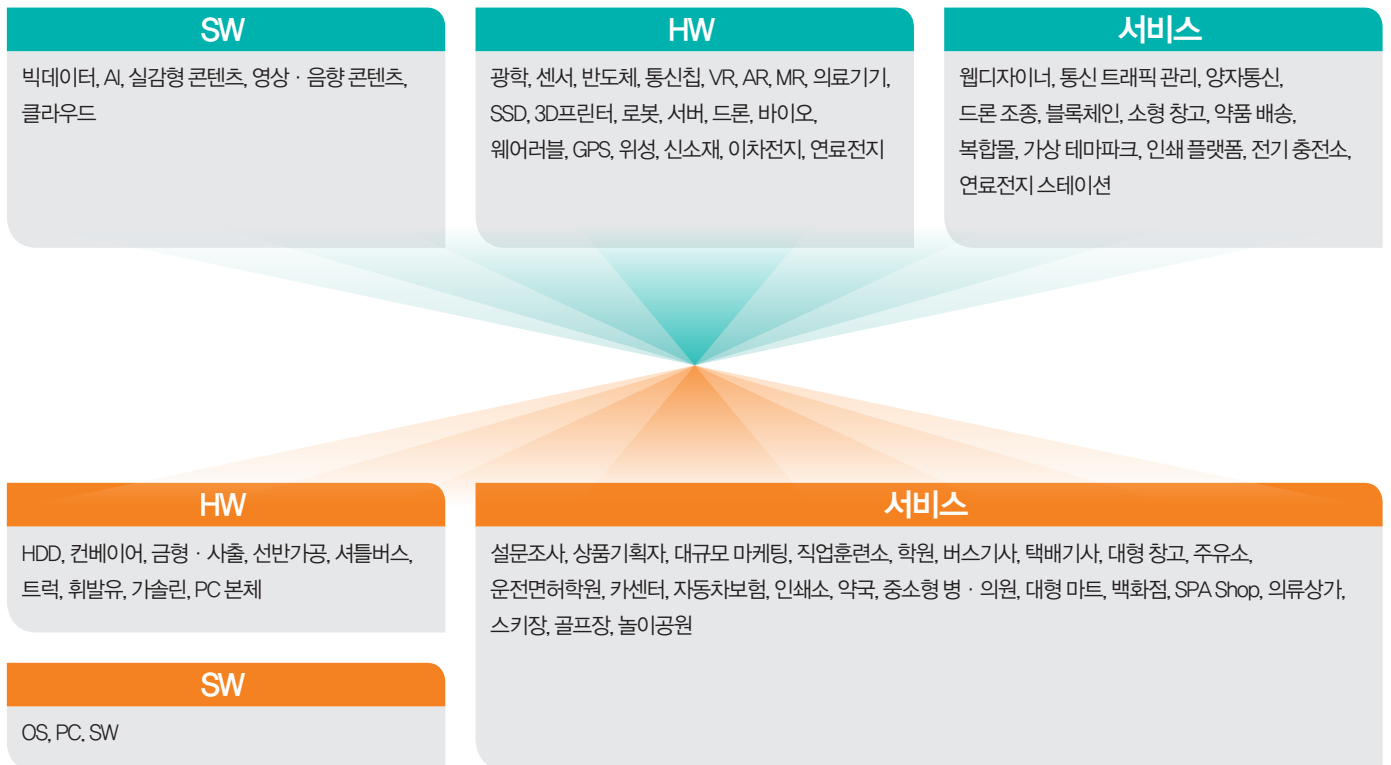 SW
빅데이터, AI, 실감형 콘텐츠, 영상 · 음향 콘텐츠,
클라우드
HW
광학, 센서, 반도체, 통신칩, VR, AR, MR, 의료기기,
SSD, 3D프린터, 로봇, 서버, 드론, 바이오,
웨어러블, GPS, 위성, 신소재, 이차전지, 연료전지
서비스
웹디자이너, 통신 트래픽 관리, 양자통신,
드론 조종, 블록체인, 소형 창고, 약품 배송,
복합몰, 가상 테마파크, 인쇄 플랫폼, 전기 충전소,
연료전지 스테이션
HW
HDD, 컨베이어, 금형 · 사출, 선반가공, 셔틀버스,
트럭, 휘발유, 가솔린, PC 본체
SW
OS, PC, SW
서비스
설문조사, 상품기획자, 대규모 마케팅, 직업훈련소, 학원, 버스기사, 택배기사, 대형 창고, 주유소,
운전면허학원, 카센터, 자동차보험, 인쇄소, 약국, 중소형 병 · 의원, 대형 마트, 백화점, SPA Shop, 의류상가,
스키장, 골프장, 놀이공원